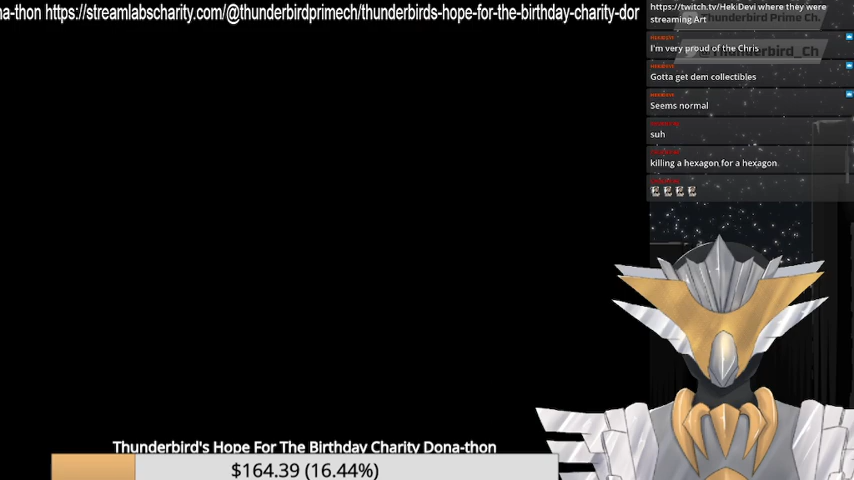 na-thon https://streamlabscharity.com/@thunderbirdprimech/thunderbirds-hope-for-the-birthday-charity-dor
https://twitch.tv/HekiDevi where they were
streaming Art
Thunderbird Prime Ch.
I'm very proud of the Chris
@Thunderbird_Ch
Gotta get dem collectibles
Seems normal
suh
killing a hexagon for a hexagon
Thunderbird's Hope For The Birthday Charity Dona-thon
$164.39 (16.44%)